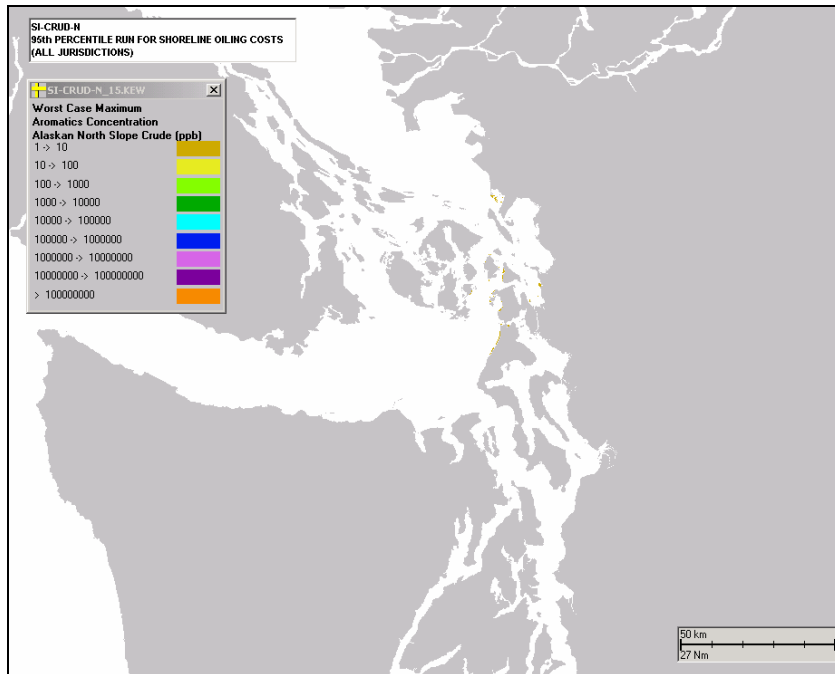 SI-CRUD-N
95th PERCENTILE RUN FOR SHORELINE OILING COSTS
(ALL JURISDICTIONS)
SI-CRUD-N_15.KEW
Worst Case Maximum
Aromatics Concentration
Alaskan North Slope Crude (ppb)
1 -> 10
10 -> 100
100 -> 1000
1000 -> 10000
10000 -> 100000
100000 -> 1000000
1000000 -> 10000000
10000000 -> 100000000
> 100000000
50 km
27 Nm